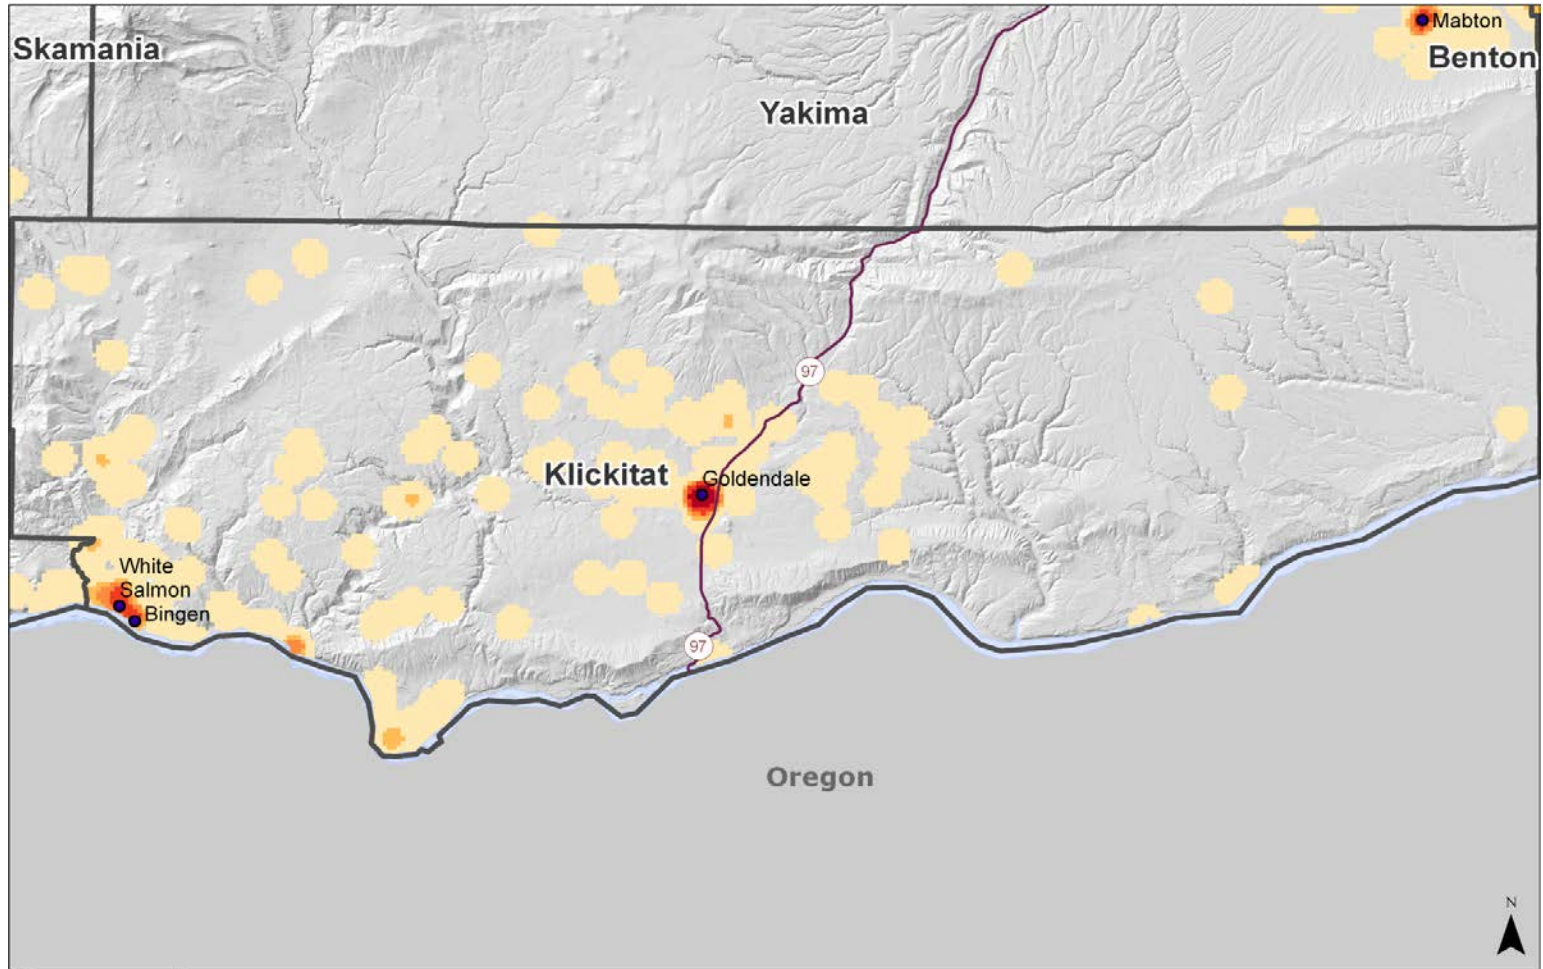 Mabton
Skamania
Benton
Yakima
97
Klickitat
Goldendale
White
Salmon
Bingen
97
Oregon
N